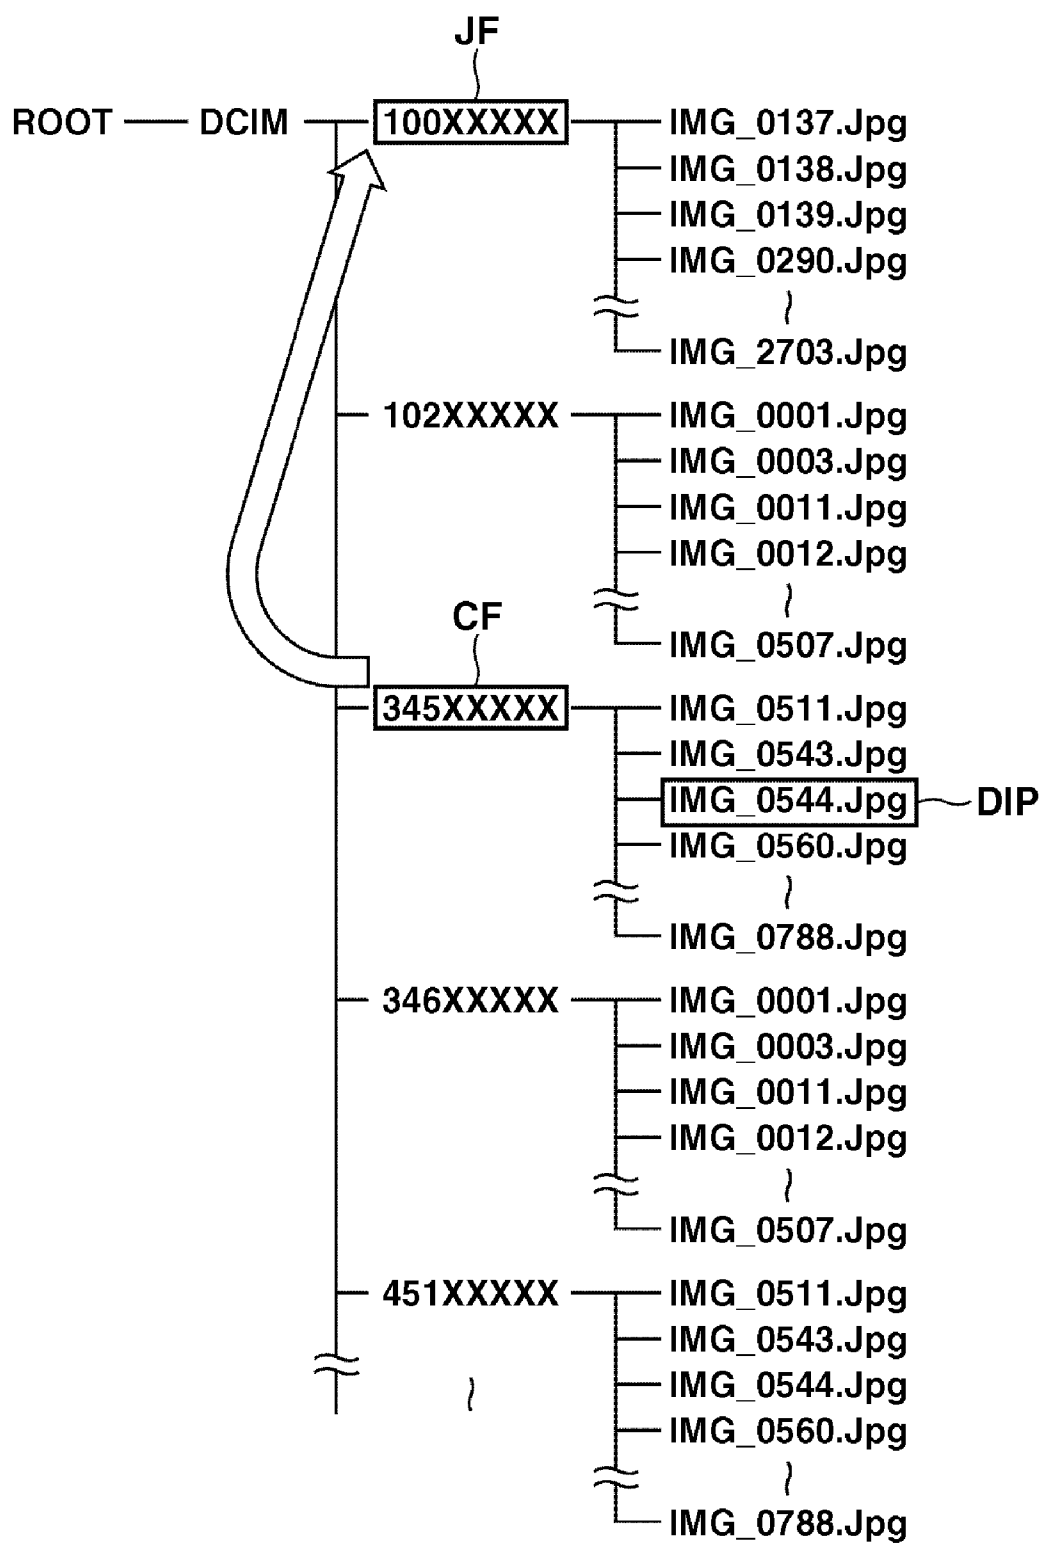 JF
ROOT DCIM 100XXXXX IMG_0137.Jpg
IMG_0138.Jpg
IMG_0139.Jpg
IMG_0290.Jpg
IMG_2703.Jpg
102XXXXX IMG_0001.Jpg
IMG_0003.Jpg
IMG_0011.Jpg
IMG_0012.Jpg
IMG_0507.Jpg
CF
345XXXXX IMG_0511.Jpg
IMG_0543.Jpg
IMG_0544.Jpg DIP
IMG_0560.Jpg
IMG_0788.Jpg
346XXXXX IMG_0001.Jpg
IMG_0003.Jpg
IMG_0011.Jpg
IMG_0012.Jpg
IMG_0507.Jpg
451XXXXX IMG_0511.Jpg
IMG_0543.Jpg
IMG_0544.Jpg
IMG_0560.Jpg
IMG_0788.Jpg